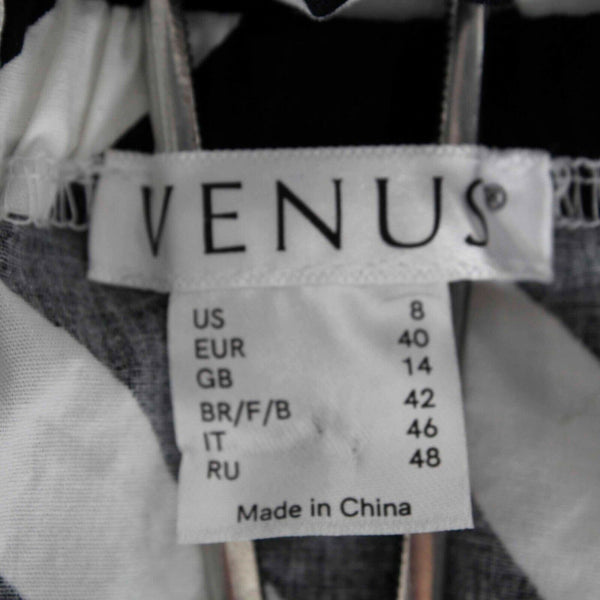 VENUS®
US 8
EUR 40
GB 14
BR/F/B 42
IT 46
RU 48
Made in China